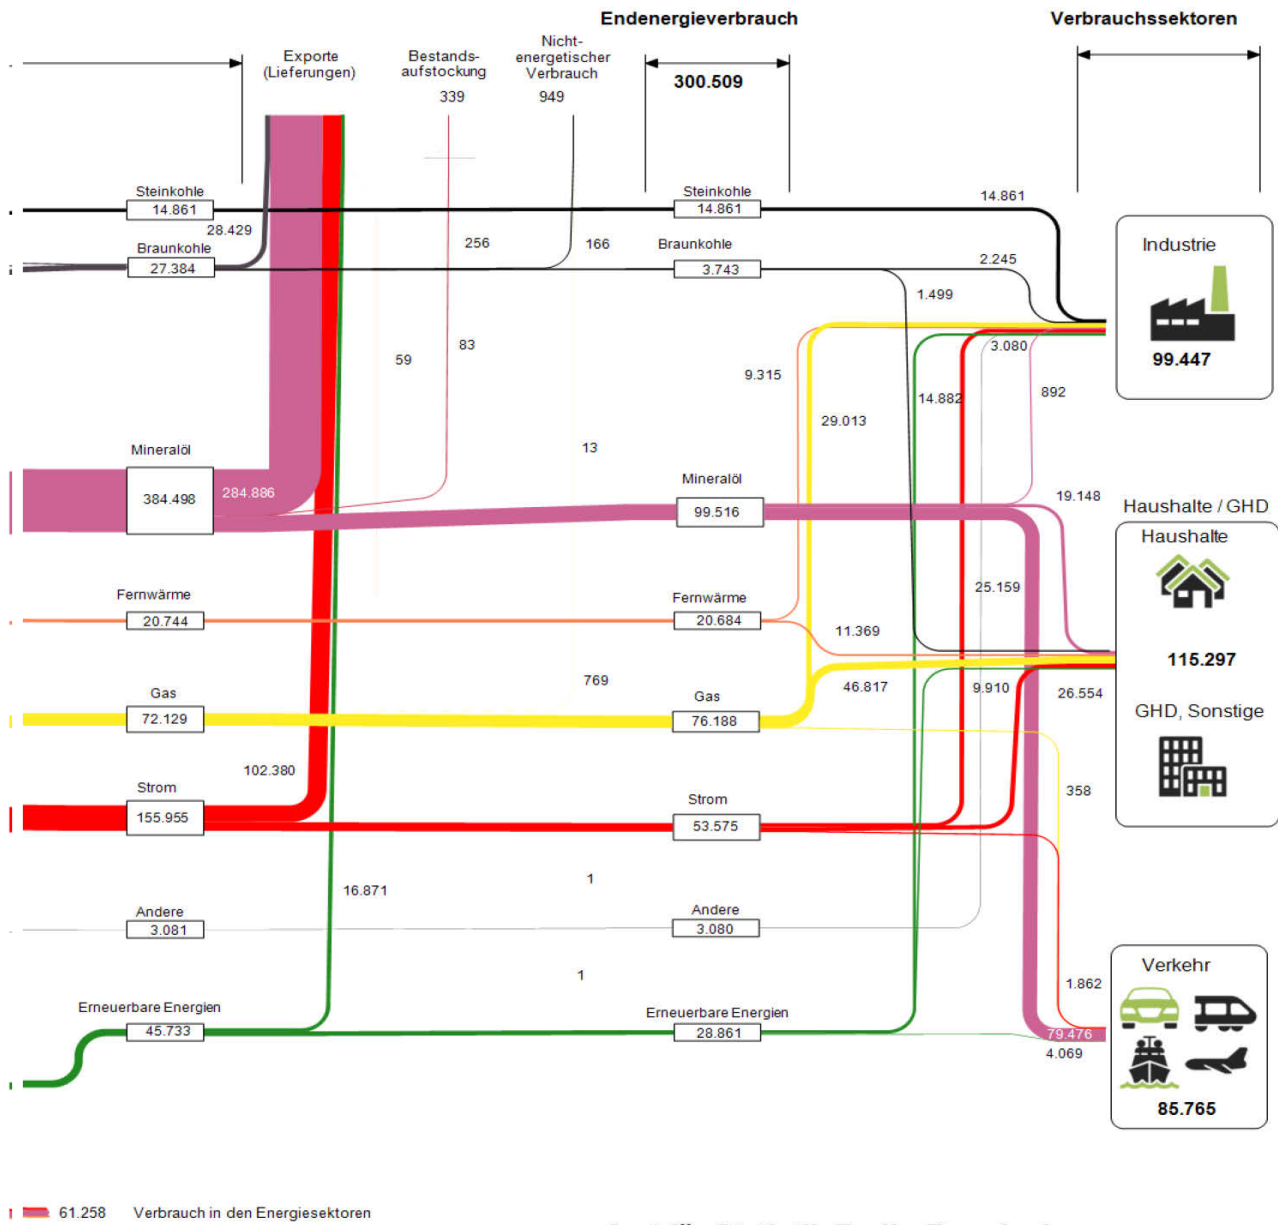 Endenergieverbrauch
Verbrauchssektoren
Exporte
(Lieferungen)
Bestands-
aufstockung
339
Nicht-
energetischer
Verbrauch
949
300.509
Steinkohle
14.861
Steinkohle
14.861
14.861
28.429
Braunkohle
27.384
256
166
Braunkohle
3.743
2.245
1.499
Industrie
99.447
59
83
9.315
3.080
14.882
892
29.013
13
Mineralöl
384.498
284.886
Mineralöl
99.516
19.148
Haushalte / GHD
Haushalte
Fernwärme
20.744
Fernwärme
20.684
25.159
11.369
115.297
Gas
72.129
769
Gas
76.188
46.817
9.910
26.554
GHD, Sonstige
102.380
Strom
155.955
Strom
53.575
358
16.871
1
Andere
3.081
Andere
3.080
1
Verkehr
1.862
Erneuerbare Energien
45.733
Erneuerbare Energien
28.861
79.476
4.069
85.765
61.258 Verbrauch in den Energiesektoren